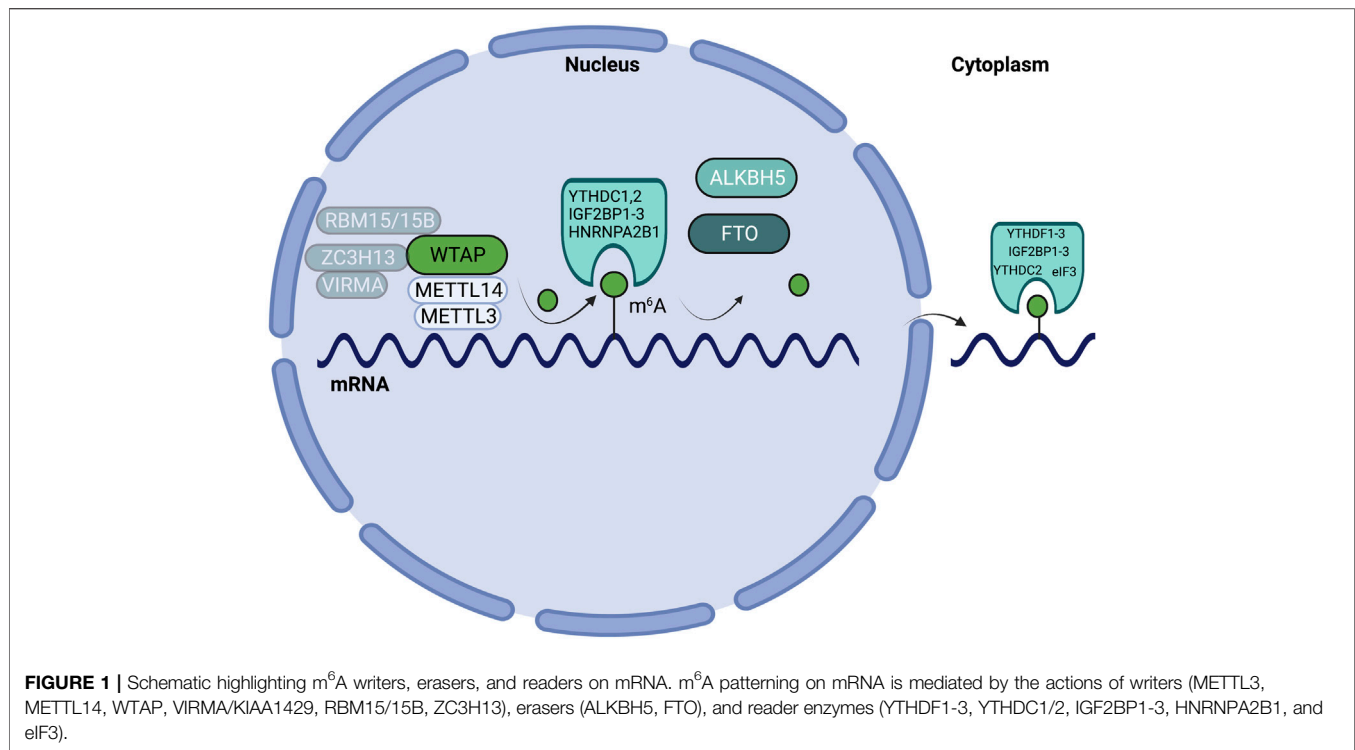 Nucleus
Cytoplasm
RBM15/15B
ZC3H13
VIRMA
WTAP
METTL14
METTL3
YTHDC1,2
IGF2BP1-3
HNRNPA2B1
m⁶A
ALKBH5
FTO
YTHDF1-3
IGF2BP1-3
YTHDC2 eIF3
mRNA
FIGURE 1 | Schematic highlighting m⁶A writers, erasers, and readers on mRNA. m⁶A patterning on mRNA is mediated by the actions of writers (METTL3,
METTL14, WTAP, VIRMA/KIAA1429, RBM15/15B, ZC3H13), erasers (ALKBH5, FTO), and reader enzymes (YTHDF1-3, YTHDC1/2, IGF2BP1-3, HNRNPA2B1, and
eIF3).